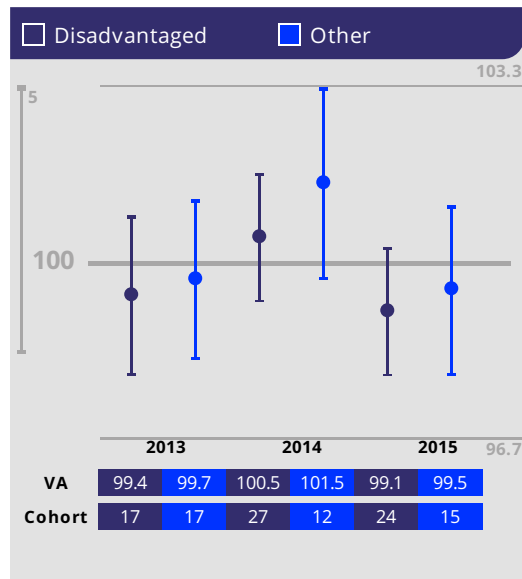 Disadvantaged Other
103.3
5
100
2013 2014 2015 96.7
VA 99.4 99.7 100.5 101.5 99.1 99.5
Cohort 17 17 27 12 24 15